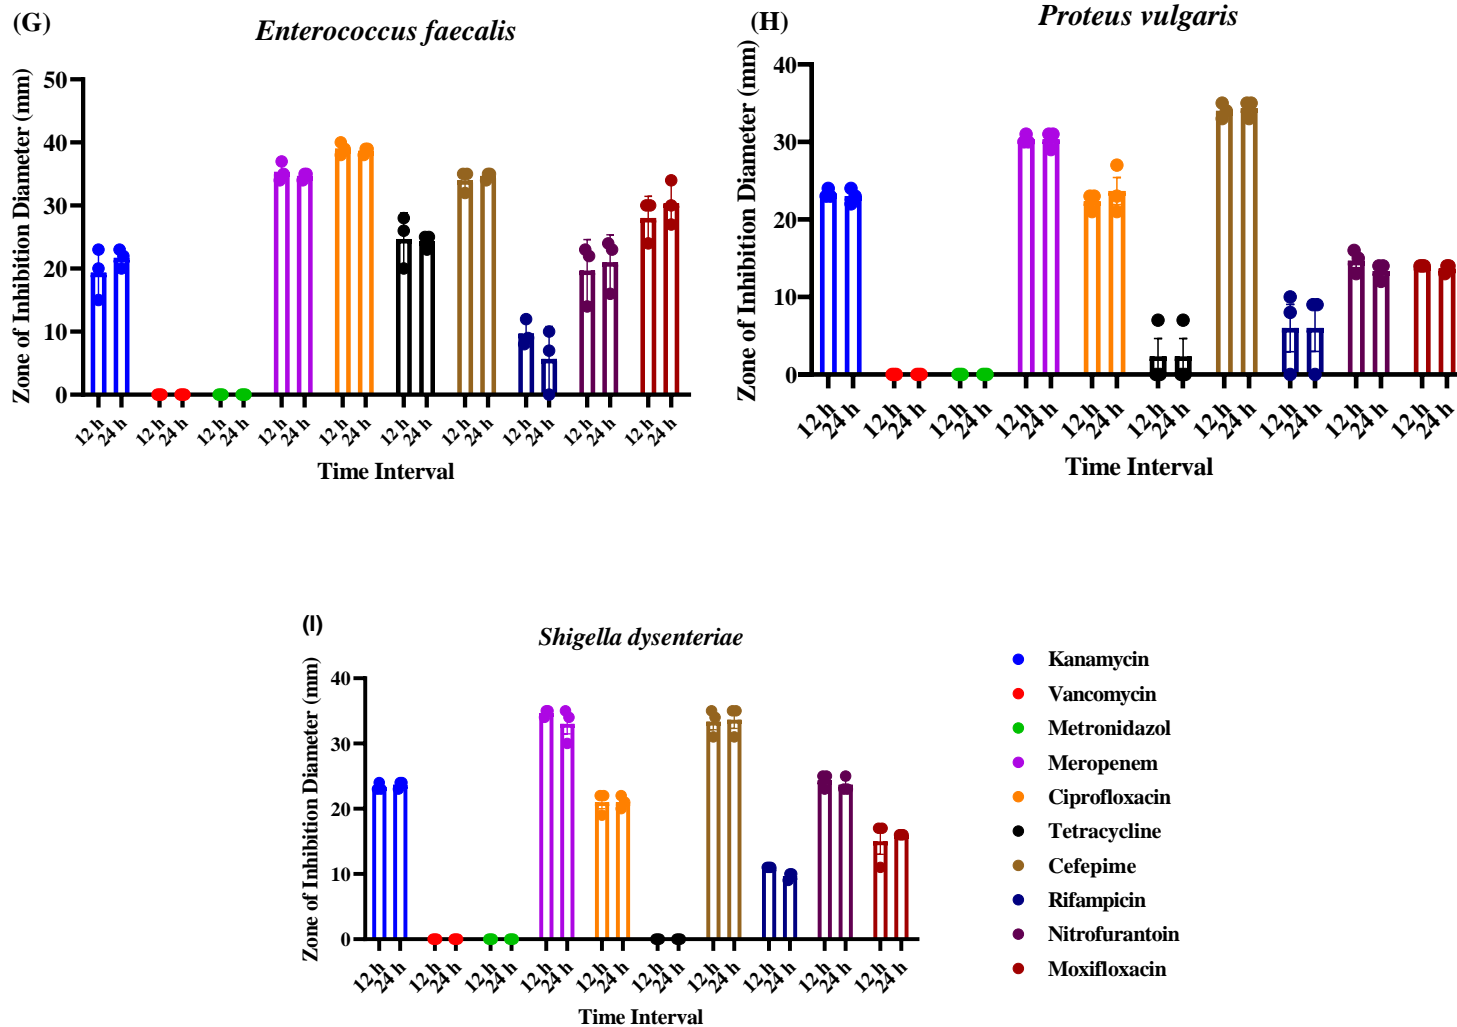 (G)
Enterococcus faecalis
Zone of Inhibition Diameter (mm)
50
40
30
20
10
0
12 h 24 h 12 h 24 h 12 h 24 h 12 h 24 h 12 h 24 h 12 h 24 h 12 h 24 h 12 h 24 h 12 h 24 h 12 h 24 h
Time Interval
(H)
Proteus vulgaris
Zone of Inhibition Diameter (mm)
40
30
20
10
0
12 h 24 h 12 h 24 h 12 h 24 h 12 h 24 h 12 h 24 h 12 h 24 h 12 h 24 h 12 h 24 h 12 h 24 h 12 h 24 h
Time Interval
(I)
Shigella dysenteriae
Zone of Inhibition Diameter (mm)
40
30
20
10
0
12 h 24 h 12 h 24 h 12 h 24 h 12 h 24 h 12 h 24 h 12 h 24 h 12 h 24 h 12 h 24 h 12 h 24 h 12 h 24 h
Time Interval
Kanamycin
Vancomycin
Metronidazol
Meropenem
Ciprofloxacin
Tetracycline
Cefepime
Rifampicin
Nitrofurantoin
Moxifloxacin